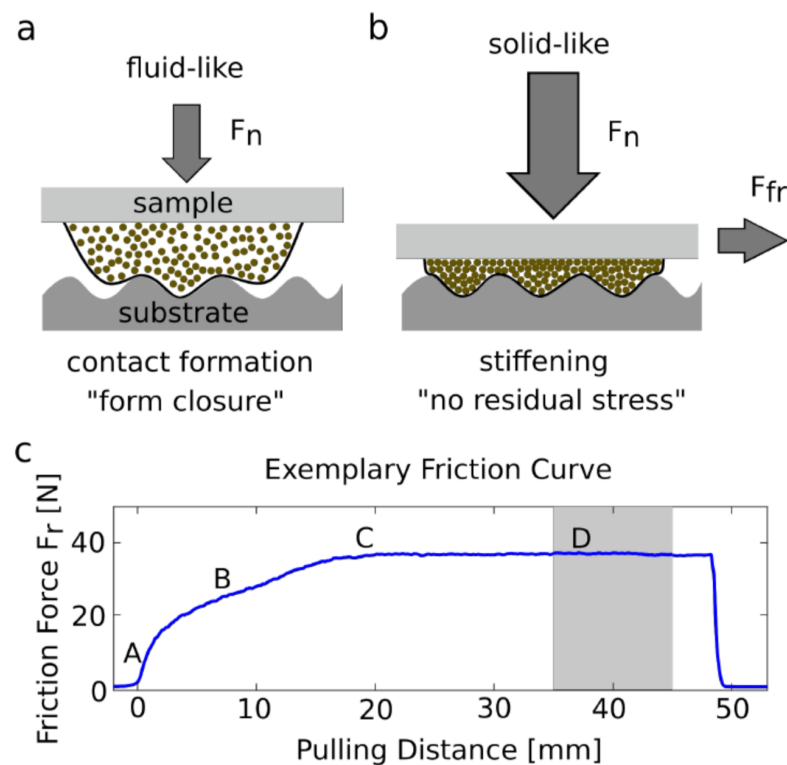 a
fluid-like
Fn
sample
substrate
contact formation
"form closure"
b
solid-like
Fn
Ffr
stiffening
"no residual stress"
c
Exemplary Friction Curve
Friction Force Fr [N]
40
20
0
A
B
C
D
0 10 20 30 40 50
Pulling Distance [mm]